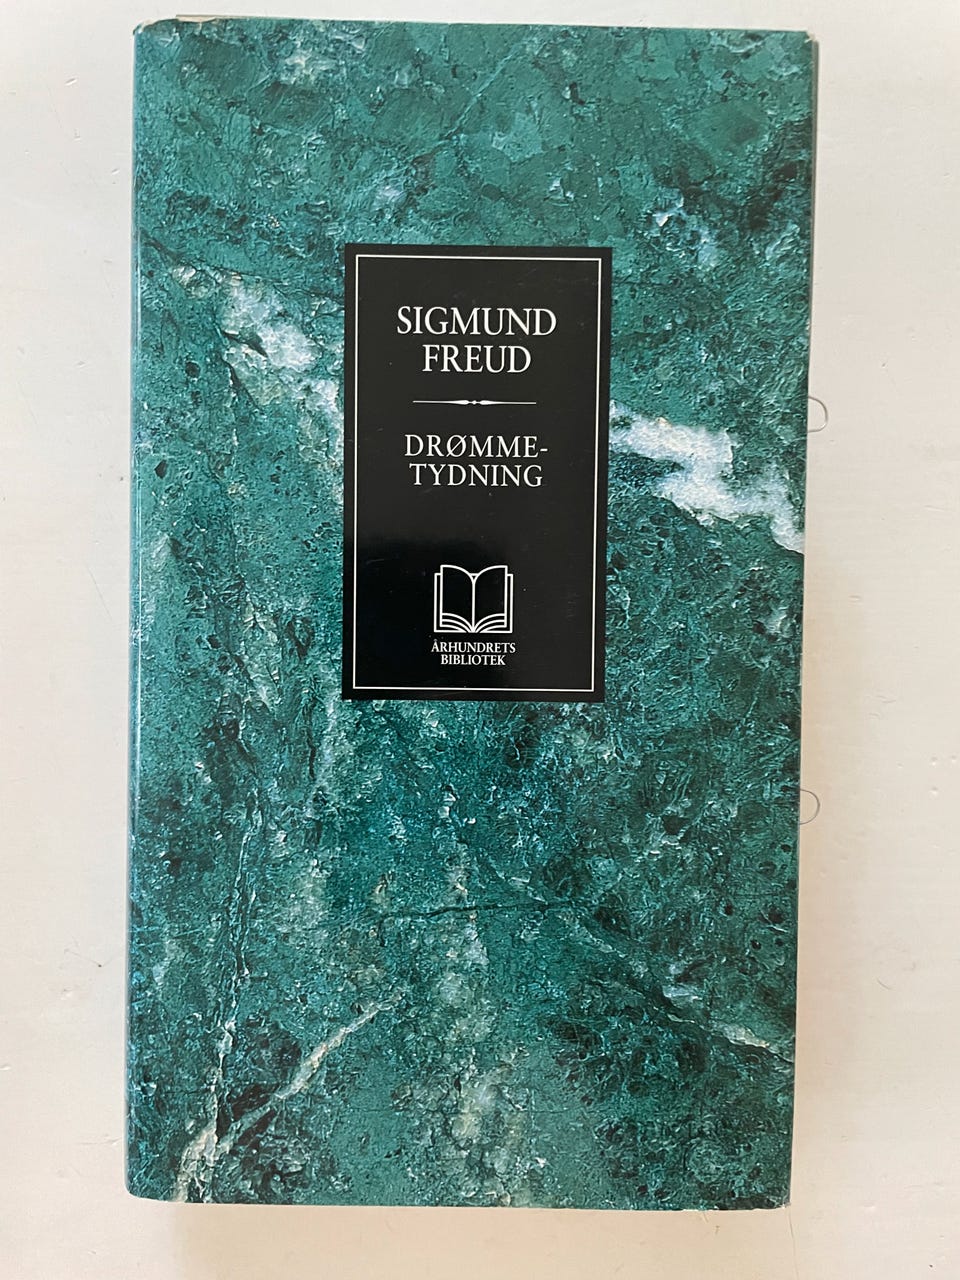 SIGMUND
FREUD
DRØMME-
TYDNING
ÅRHUNDRETS
BIBLIOTEK